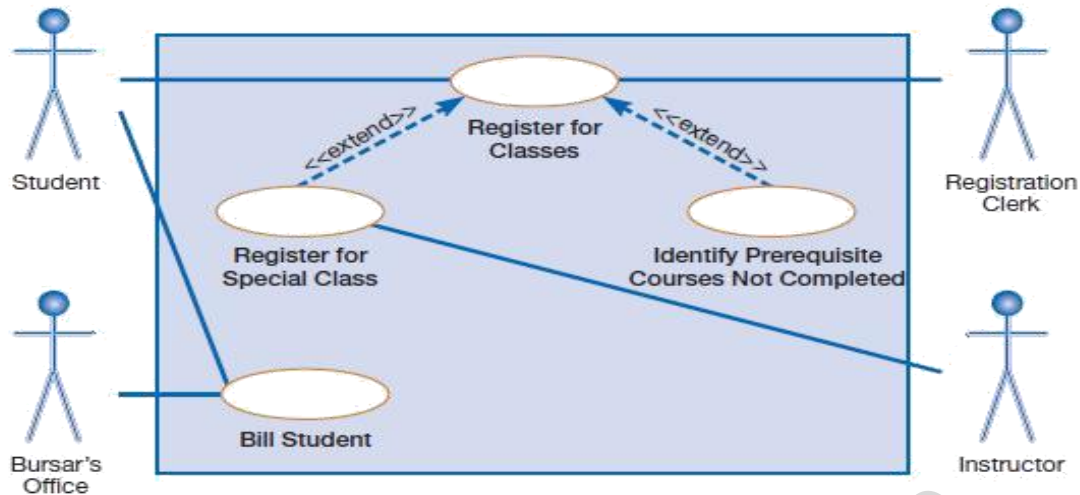 Register for
Classes
<<extend>>
<<extend>>
Student
Registration
Clerk
Register for
Special Class
Identify Prerequisite
Courses Not Completed
Bill Student
Bursar's
Office
Instructor